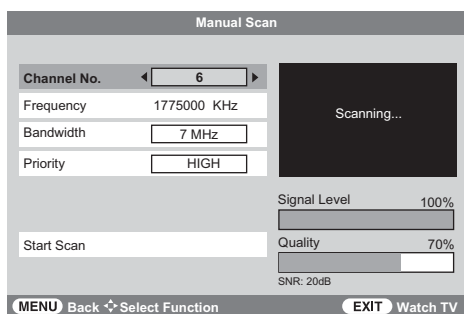 Manual Scan
Channel No. 6
Frequency 1775000 KHz
Bandwidth 7 MHz
Priority HIGH
Start Scan
Scanning...
Signal Level 100%
Quality 70%
SNR: 20dB
MENU Back Select Function EXIT Watch TV